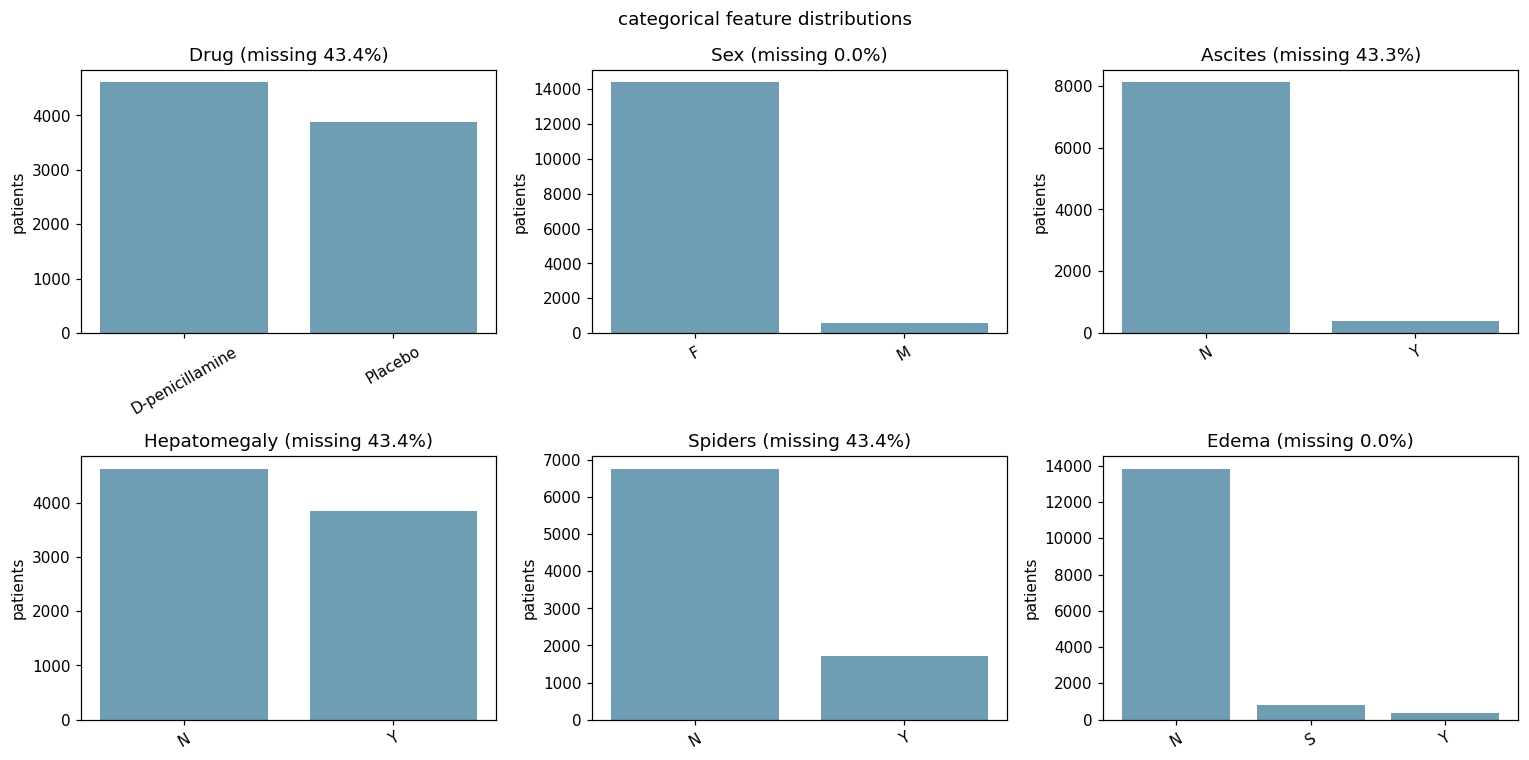 categorical feature distributions
Drug (missing 43.4%)
patients
4000
3000
2000
1000
0
D-penicillamine
Placebo
Sex (missing 0.0%)
patients
14000
12000
10000
8000
6000
4000
2000
0
F
M
Ascites (missing 43.3%)
patients
8000
6000
4000
2000
0
N
Y
Hepatomegaly (missing 43.4%)
patients
4000
3000
2000
1000
0
N
Y
Spiders (missing 43.4%)
patients
7000
6000
5000
4000
3000
2000
1000
0
N
Y
Edema (missing 0.0%)
patients
14000
12000
10000
8000
6000
4000
2000
0
N
S
Y